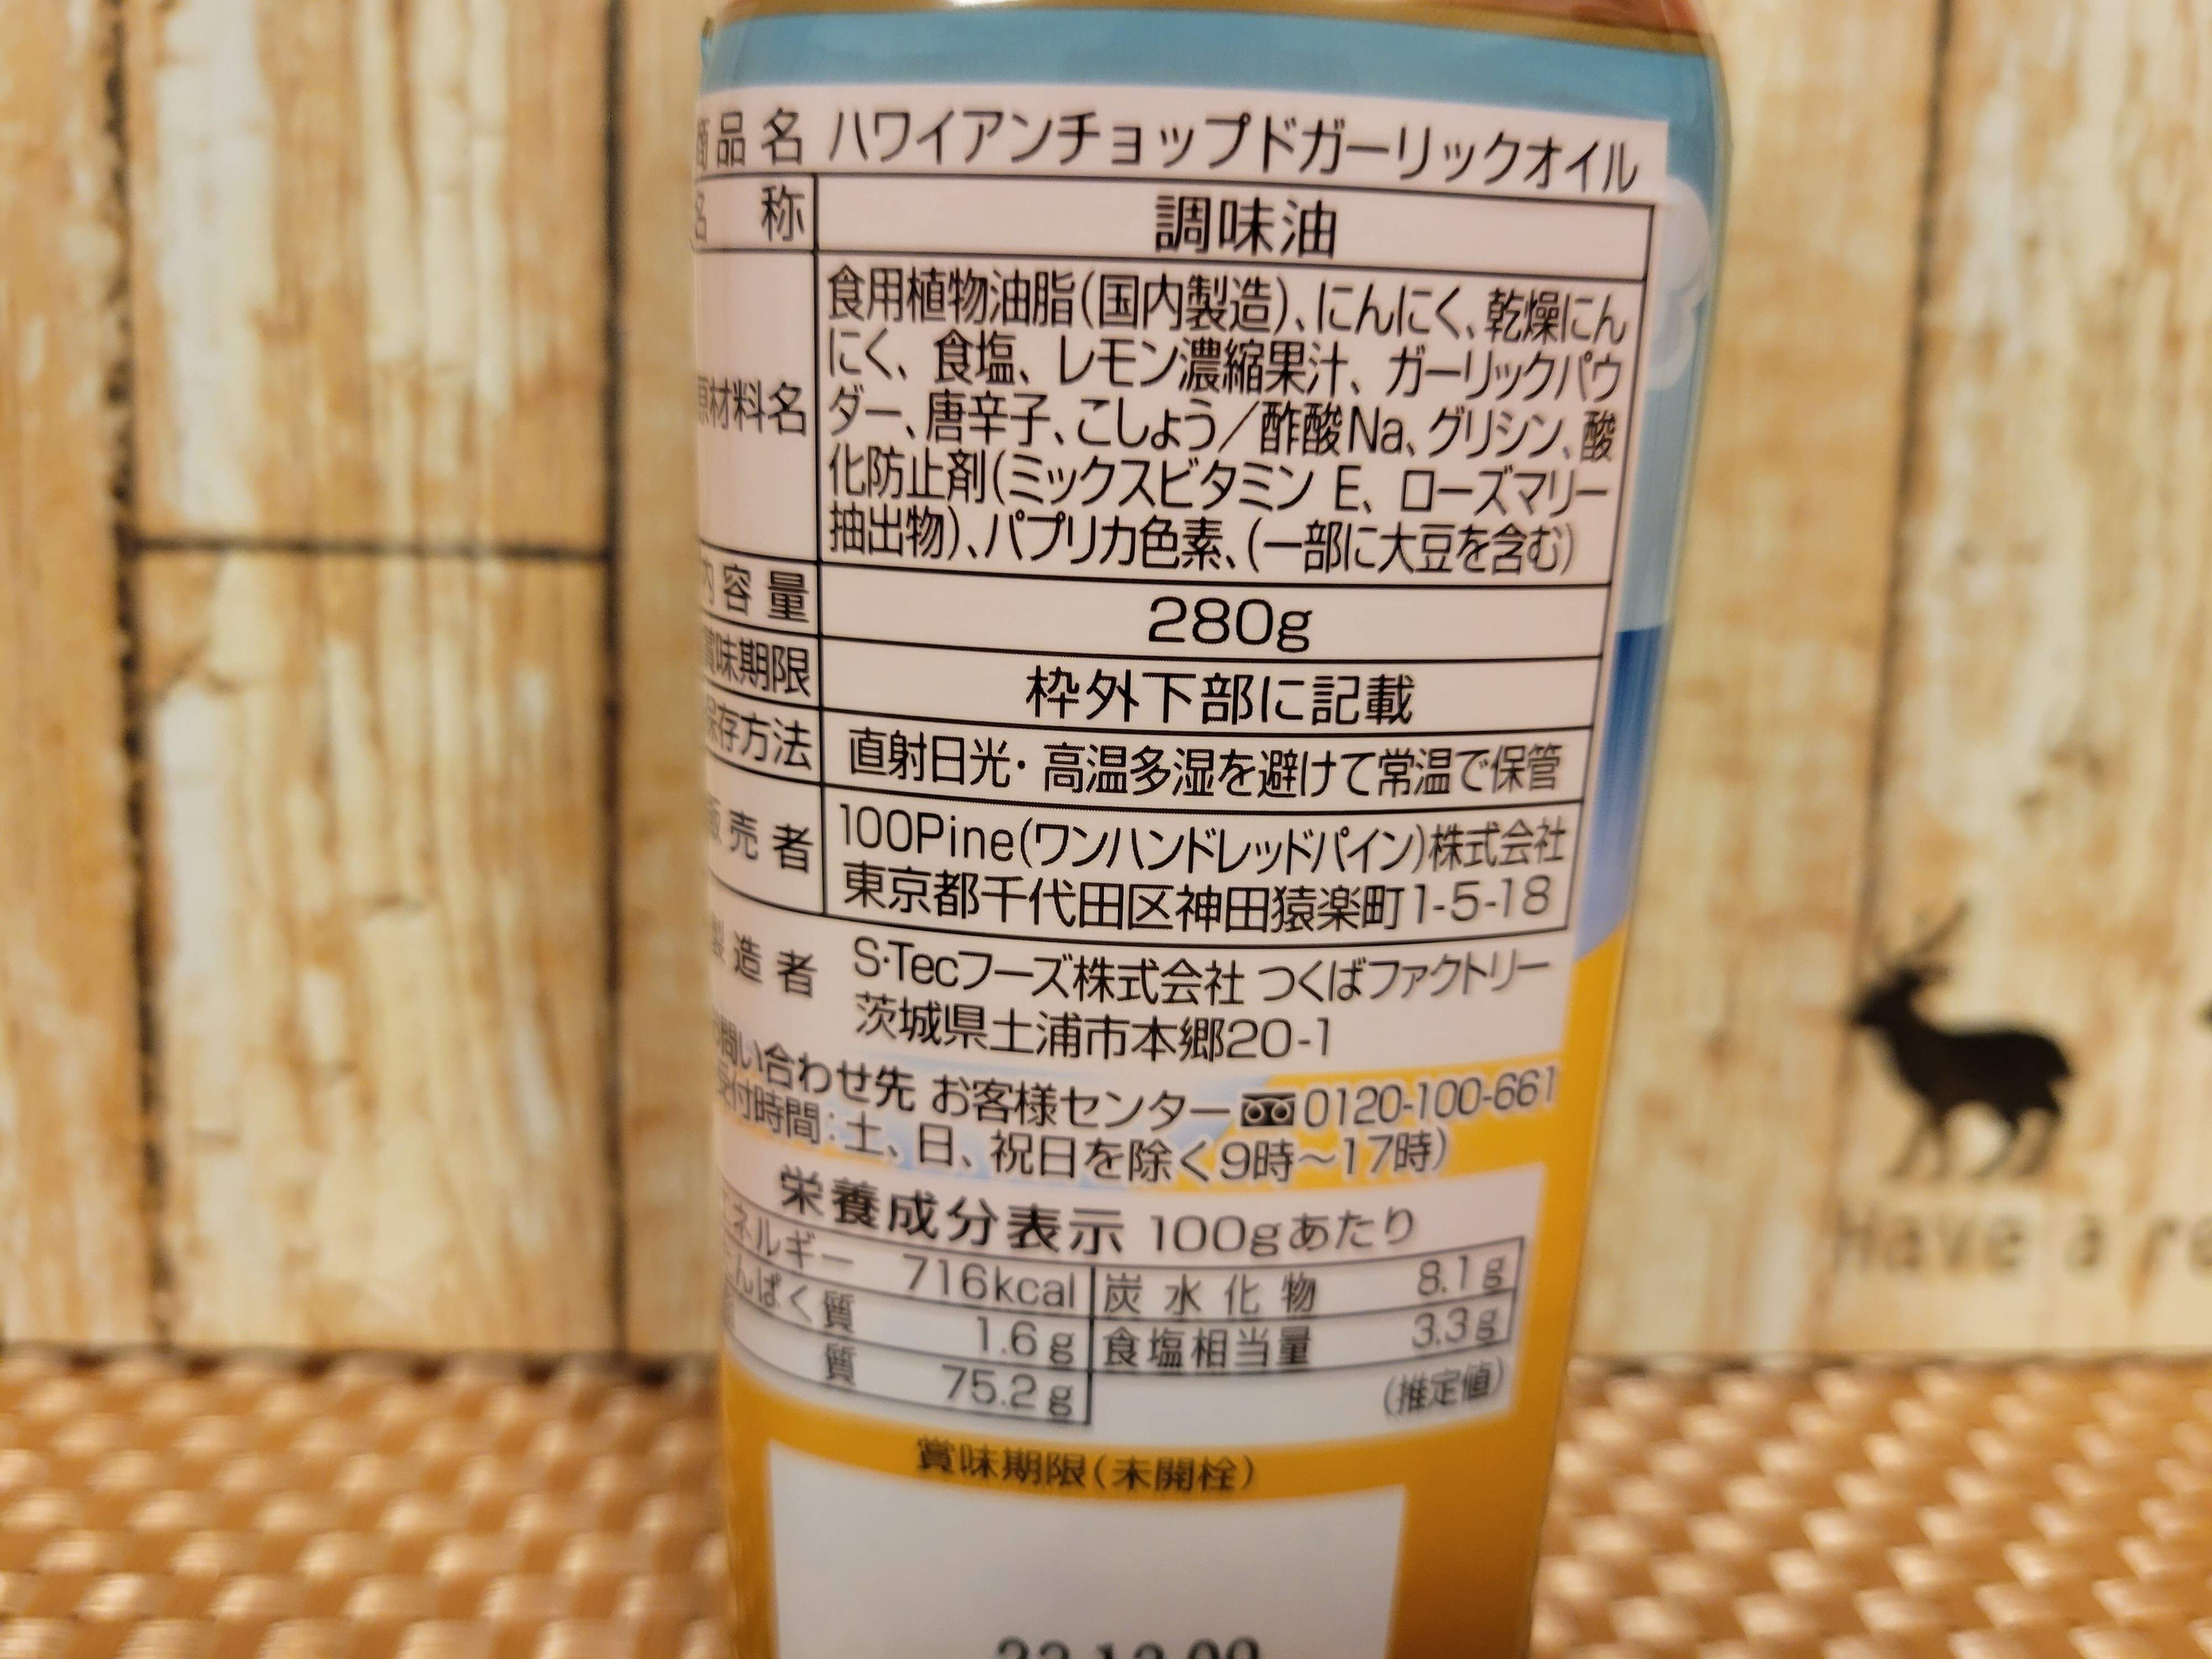 商品名 ハワイアンチョップドガーリックオイル
名 称 調味油
原材料名 食用植物油脂(国内製造)、にんにく、乾燥にん
にく、食塩、レモン濃縮果汁、ガーリックパウ
ダー、唐辛子、こしょう/酢酸Na、グリシン、酸
化防止剤(ミックスビタミンE、ローズマリー
抽出物)、パプリカ色素、(一部に大豆を含む)
内容量 280g
賞味期限 枠外下部に記載
保存方法 直射日光・高温多湿を避けて常温で保管
販売者 100Pine(ワンハンドレッドパイン)株式会社
東京都千代田区神田猿楽町1-5-18
製造者 S・Tecフーズ株式会社 つくばファクトリー
茨城県土浦市本郷20-1
お問い合わせ先 お客様センター 0120-100-661
受付時間:土、日、祝日を除く9時〜17時)
栄養成分表示 100gあたり
エネルギー 716kcal 炭水化物 8.1g
たんぱく質 1.6g 食塩相当量 3.3g
質 75.2g (推定値)
賞味期限(未開栓)
Have a